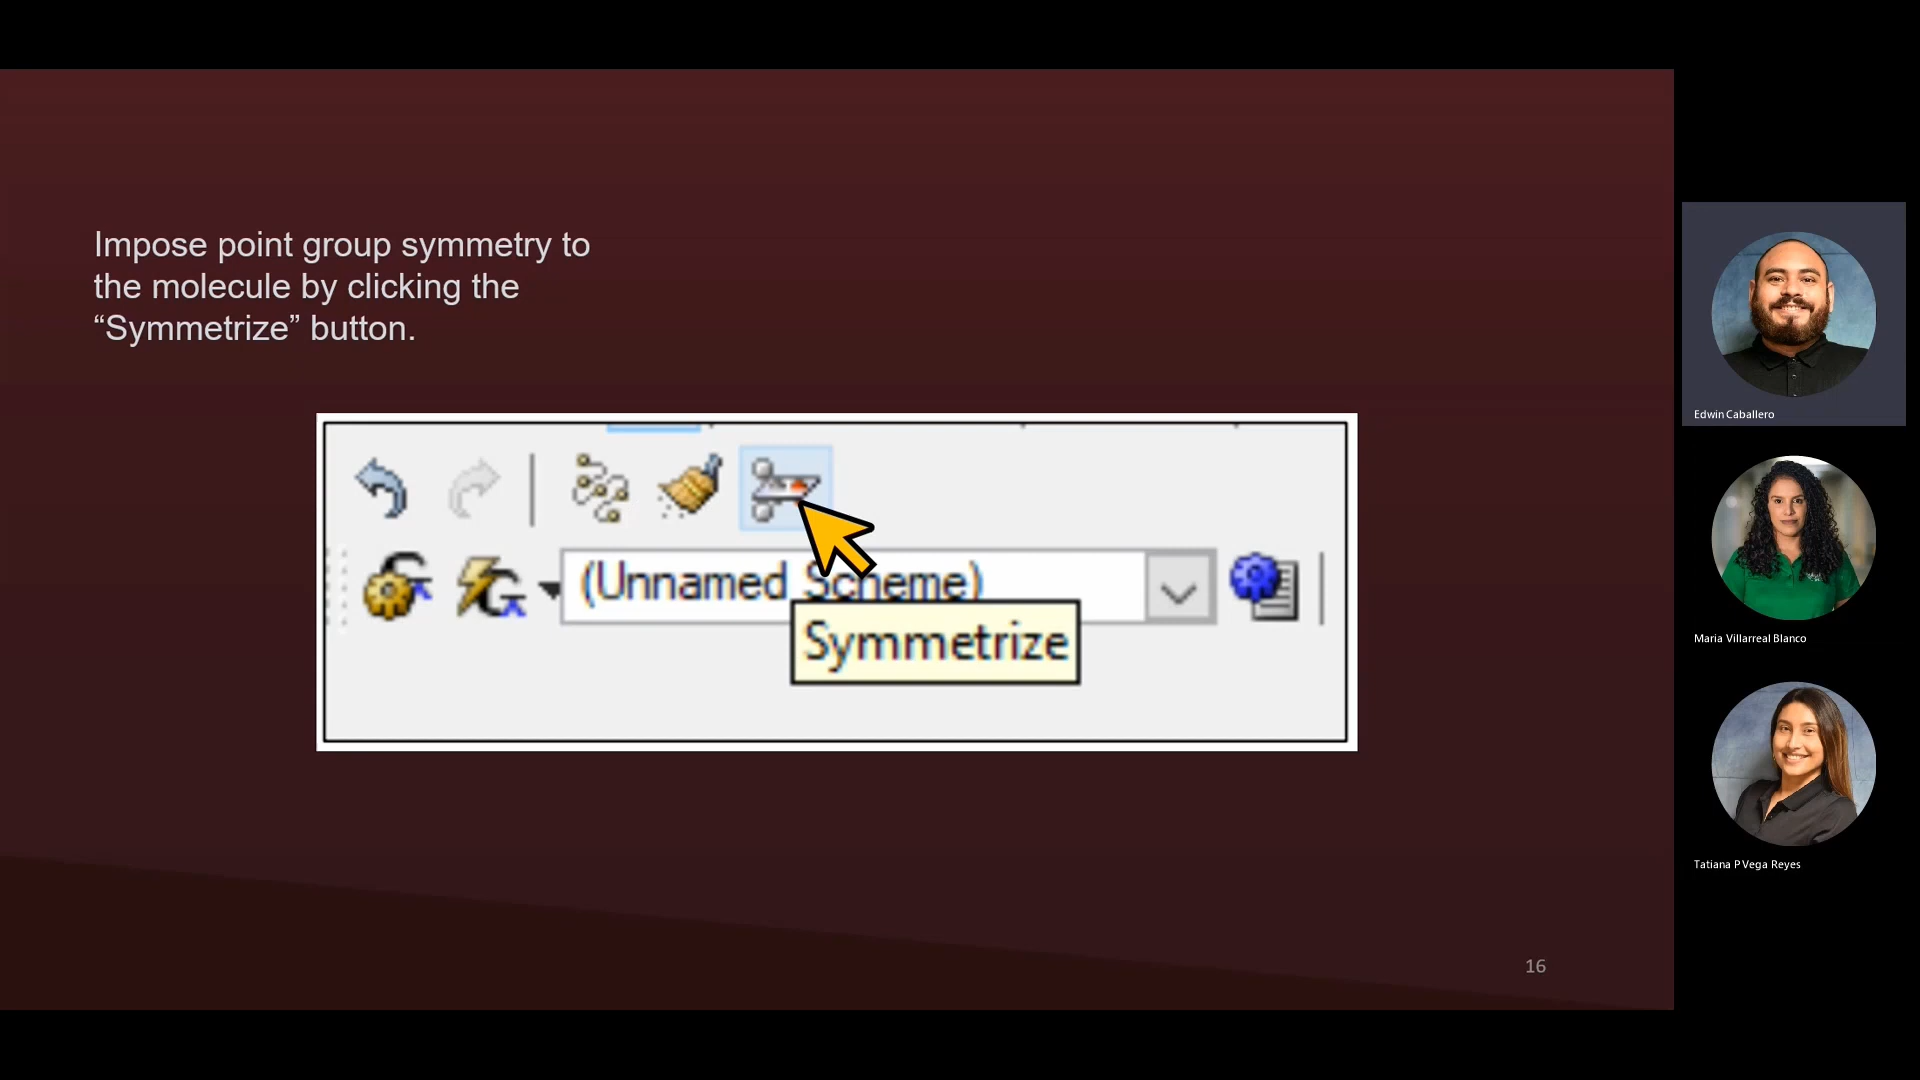 Impose point group symmetry to
the molecule by clicking the
“Symmetrize” button.
(Unnamed Scheme)
Symmetrize
16
Edwin Caballero
Maria Villarreal Blanco
Tatiana P Vega Reyes